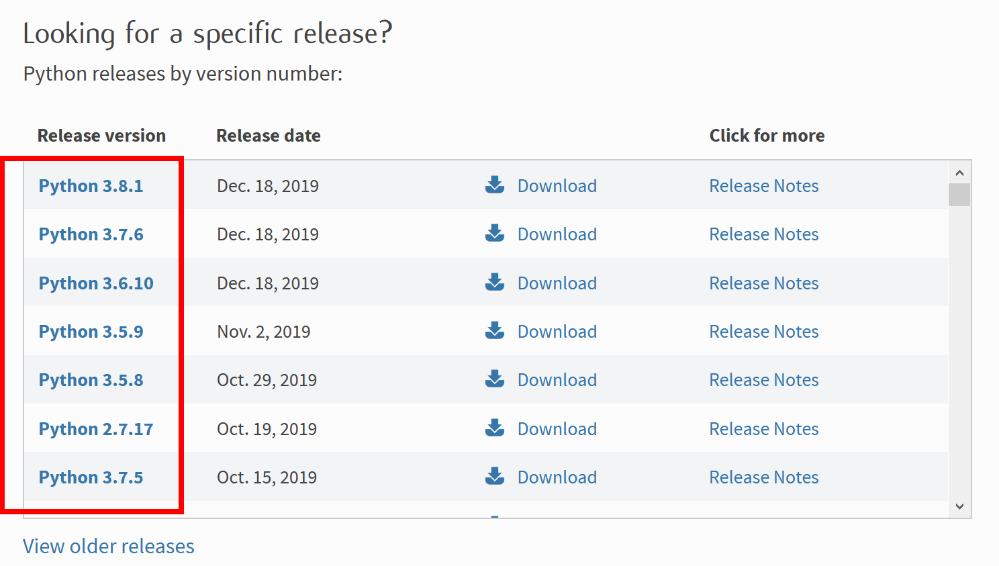 Looking for a specific release?
Python releases by version number:
Release version Release date Click for more
Python 3.8.1 Dec. 18, 2019 Download Release Notes
Python 3.7.6 Dec. 18, 2019 Download Release Notes
Python 3.6.10 Dec. 18, 2019 Download Release Notes
Python 3.5.9 Nov. 2, 2019 Download Release Notes
Python 3.5.8 Oct. 29, 2019 Download Release Notes
Python 2.7.17 Oct. 19, 2019 Download Release Notes
Python 3.7.5 Oct. 15, 2019 Download Release Notes
View older releases